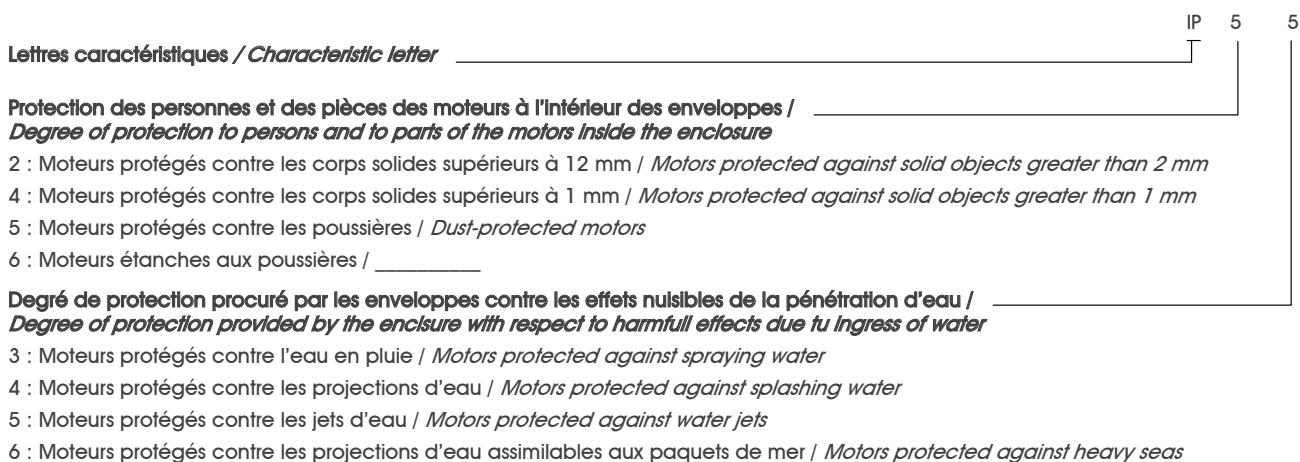 IP 5 5
Lettres caractéristiques / Characteristic letter
Protection des personnes et des pièces des moteurs à l'intérieur des enveloppes /
Degree of protection to persons and to parts of the motors inside the enclosure
2 : Moteurs protégés contre les corps solides supérieurs à 12 mm / Motors protected against solid objects greater than 2 mm
4 : Moteurs protégés contre les corps solides supérieurs à 1 mm / Motors protected against solid objects greater than 1 mm
5 : Moteurs protégés contre les poussières / Dust-protected motors
6 : Moteurs étanches aux poussières / __________
Degré de protection procuré par les enveloppes contre les effets nuisibles de la pénétration d'eau /
Degree of protection provided by the enclsure with respect to harmfull effects due tu ingress of water
3 : Moteurs protégés contre l'eau en pluie / Motors protected against spraying water
4 : Moteurs protégés contre les projections d'eau / Motors protected against splashing water
5 : Moteurs protégés contre les jets d'eau / Motors protected against water jets
6 : Moteurs protégés contre les projections d'eau assimilables aux paquets de mer / Motors protected against heavy seas